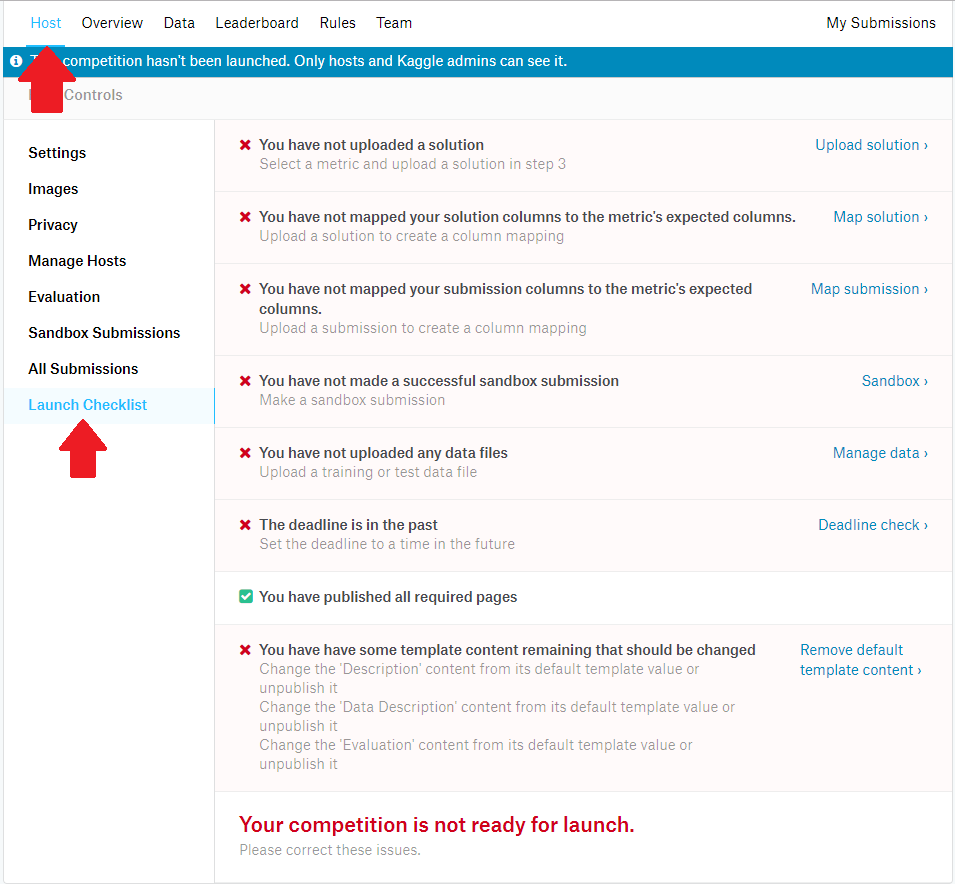 Host Overview Data Leaderboard Rules Team My Submissions
competition hasn't been launched. Only hosts and Kaggle admins can see it.
Controls
Settings
Images
Privacy
Manage Hosts
Evaluation
Sandbox Submissions
All Submissions
Launch Checklist
You have not uploaded a solution Upload solution ›
Select a metric and upload a solution in step 3
You have not mapped your solution columns to the metric's expected columns. Map solution ›
Upload a solution to create a column mapping
You have not mapped your submission columns to the metric's expected Map submission ›
columns.
Upload a submission to create a column mapping
You have not made a successful sandbox submission Sandbox ›
Make a sandbox submission
You have not uploaded any data files Manage data ›
Upload a training or test data file
The deadline is in the past Deadline check ›
Set the deadline to a time in the future
You have published all required pages
You have have some template content remaining that should be changed Remove default
Change the 'Description' content from its default template value or template content ›
unpublish it
Change the 'Data Description' content from its default template value or
unpublish it
Change the 'Evaluation' content from its default template value or
unpublish it
Your competition is not ready for launch.
Please correct these issues.